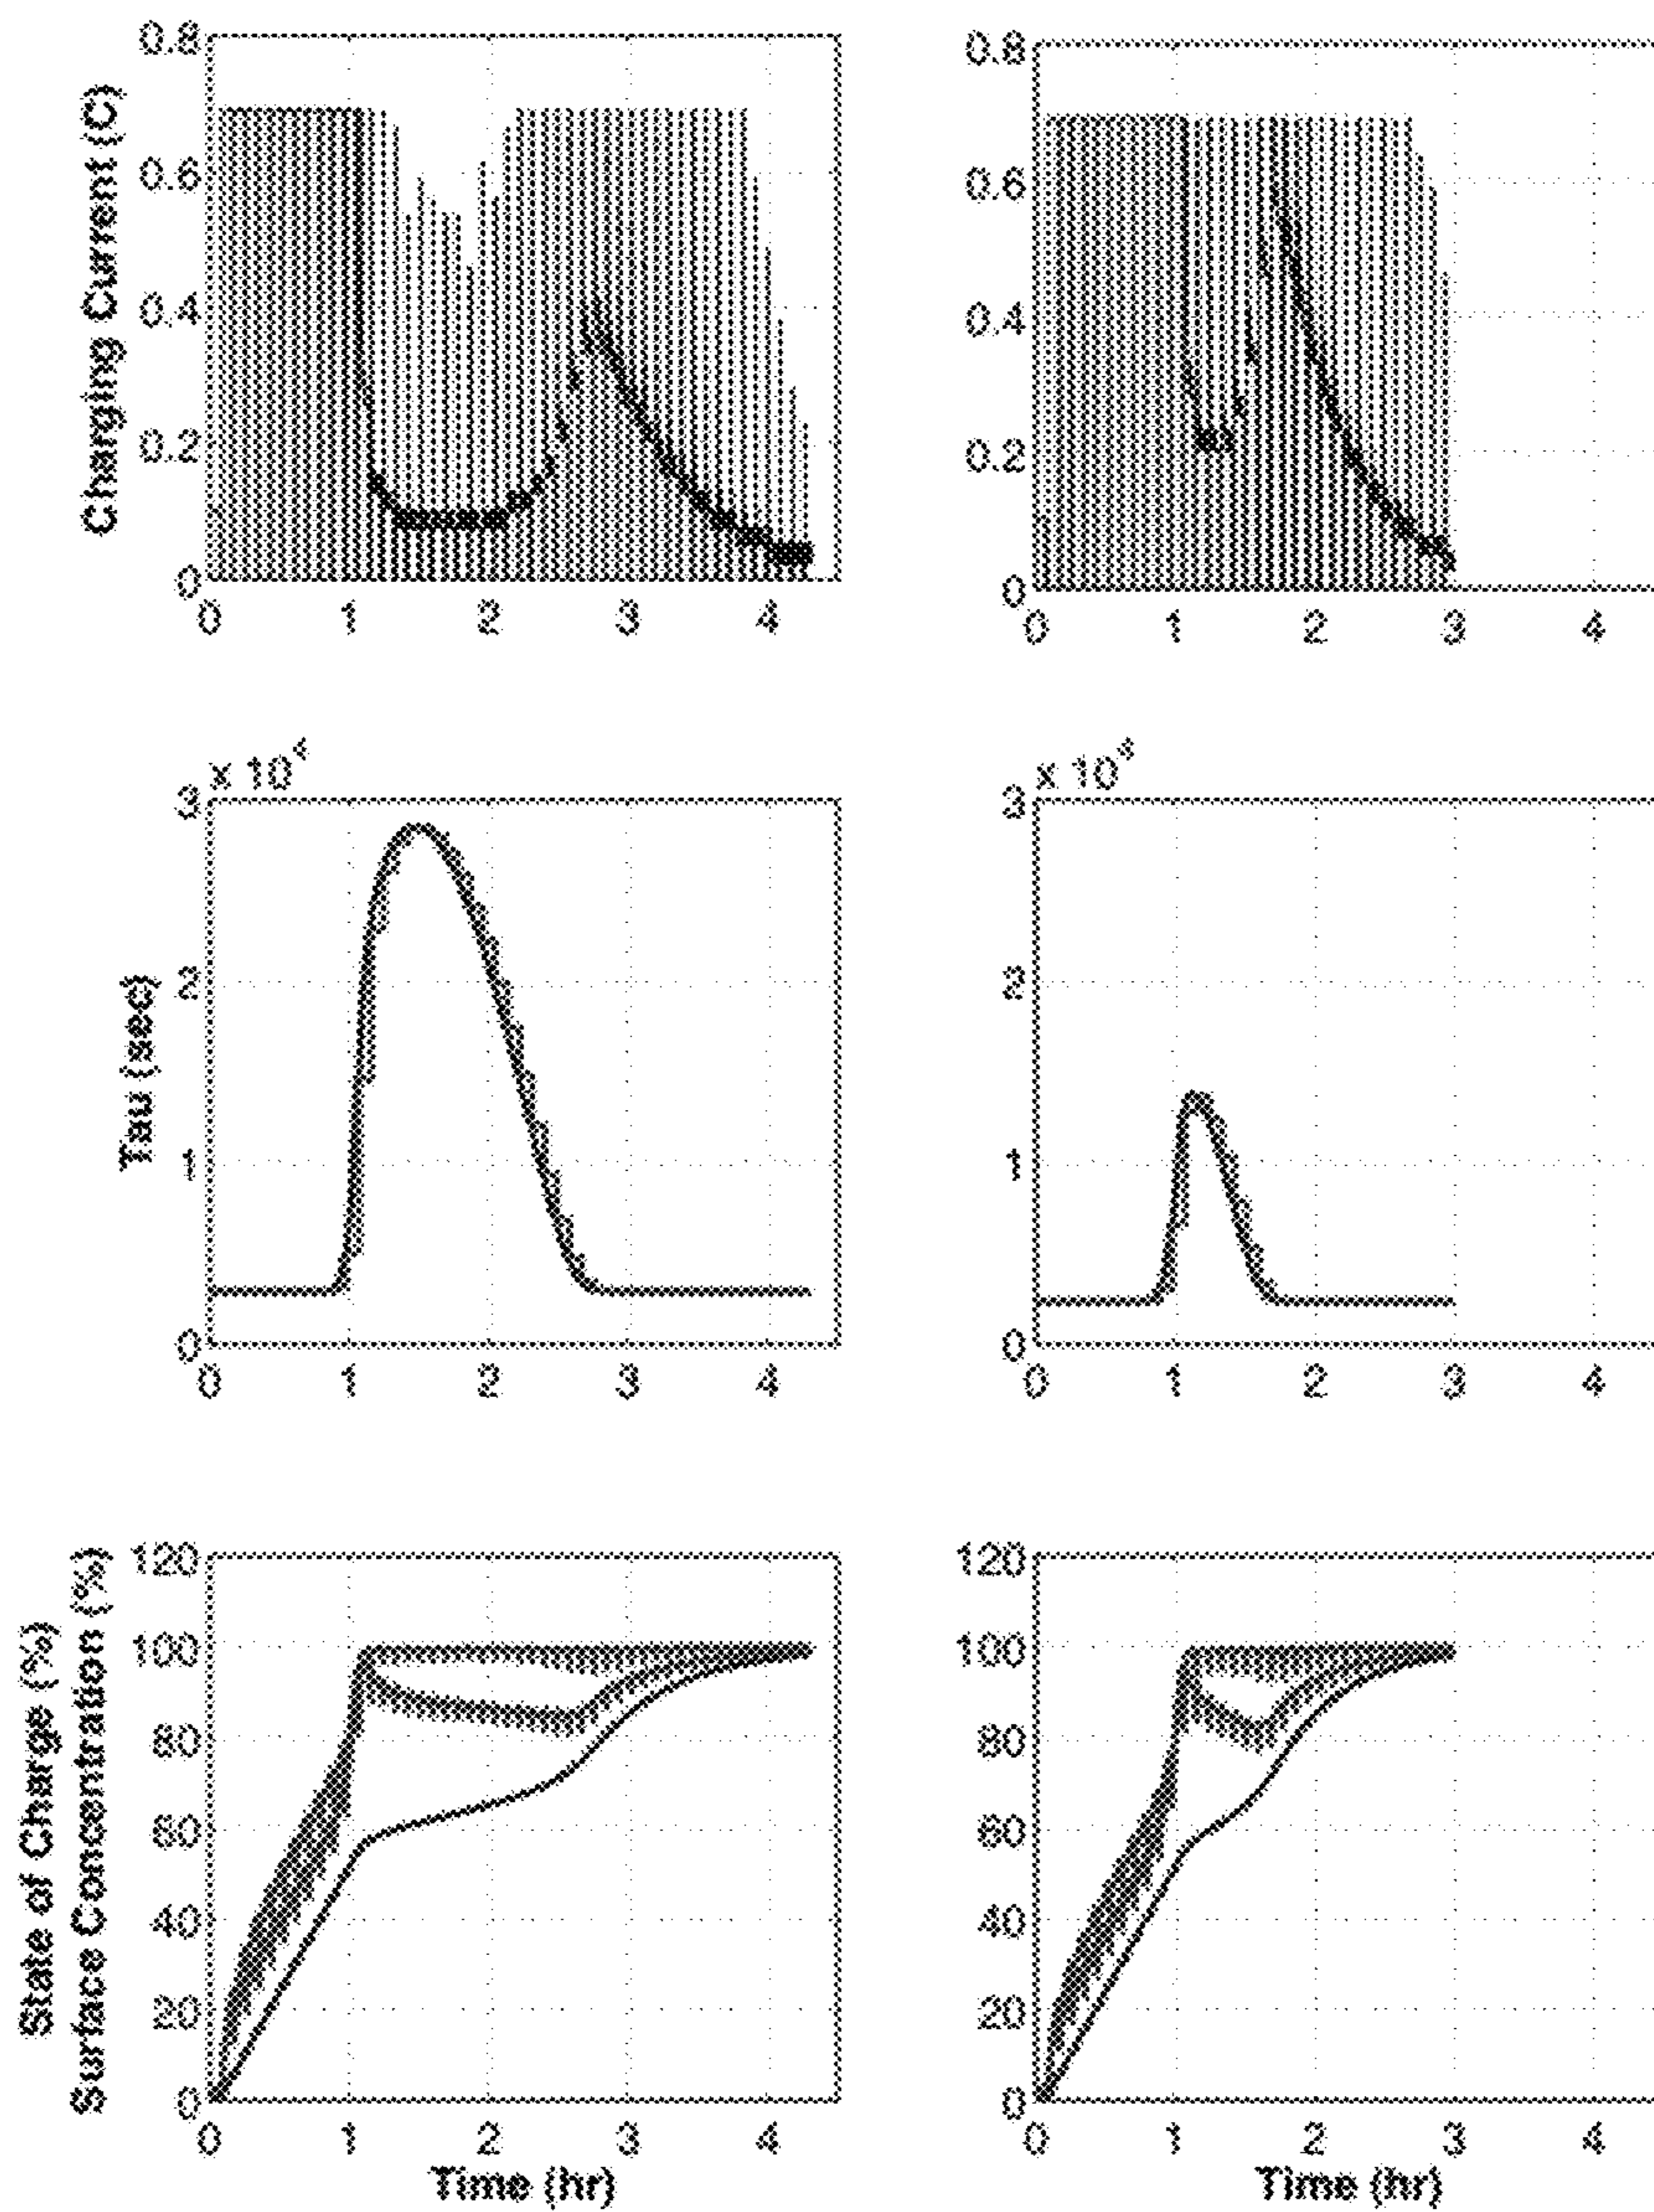 Charging Current (C)
0.8
0.6
0.4
0.2
0
0 1 2 3 4
0.8
0.6
0.4
0.2
0
0 1 2 3 4
Tau (sec)
x 10^4
3
2
1
0
0 1 2 3 4
x 10^4
3
2
1
0
0 1 2 3 4
State of Charge (%)
Surface Concentration (%)
120
100
80
60
40
20
0
0 1 2 3 4
Time (hr)
120
100
80
60
40
20
0
0 1 2 3 4
Time (hr)